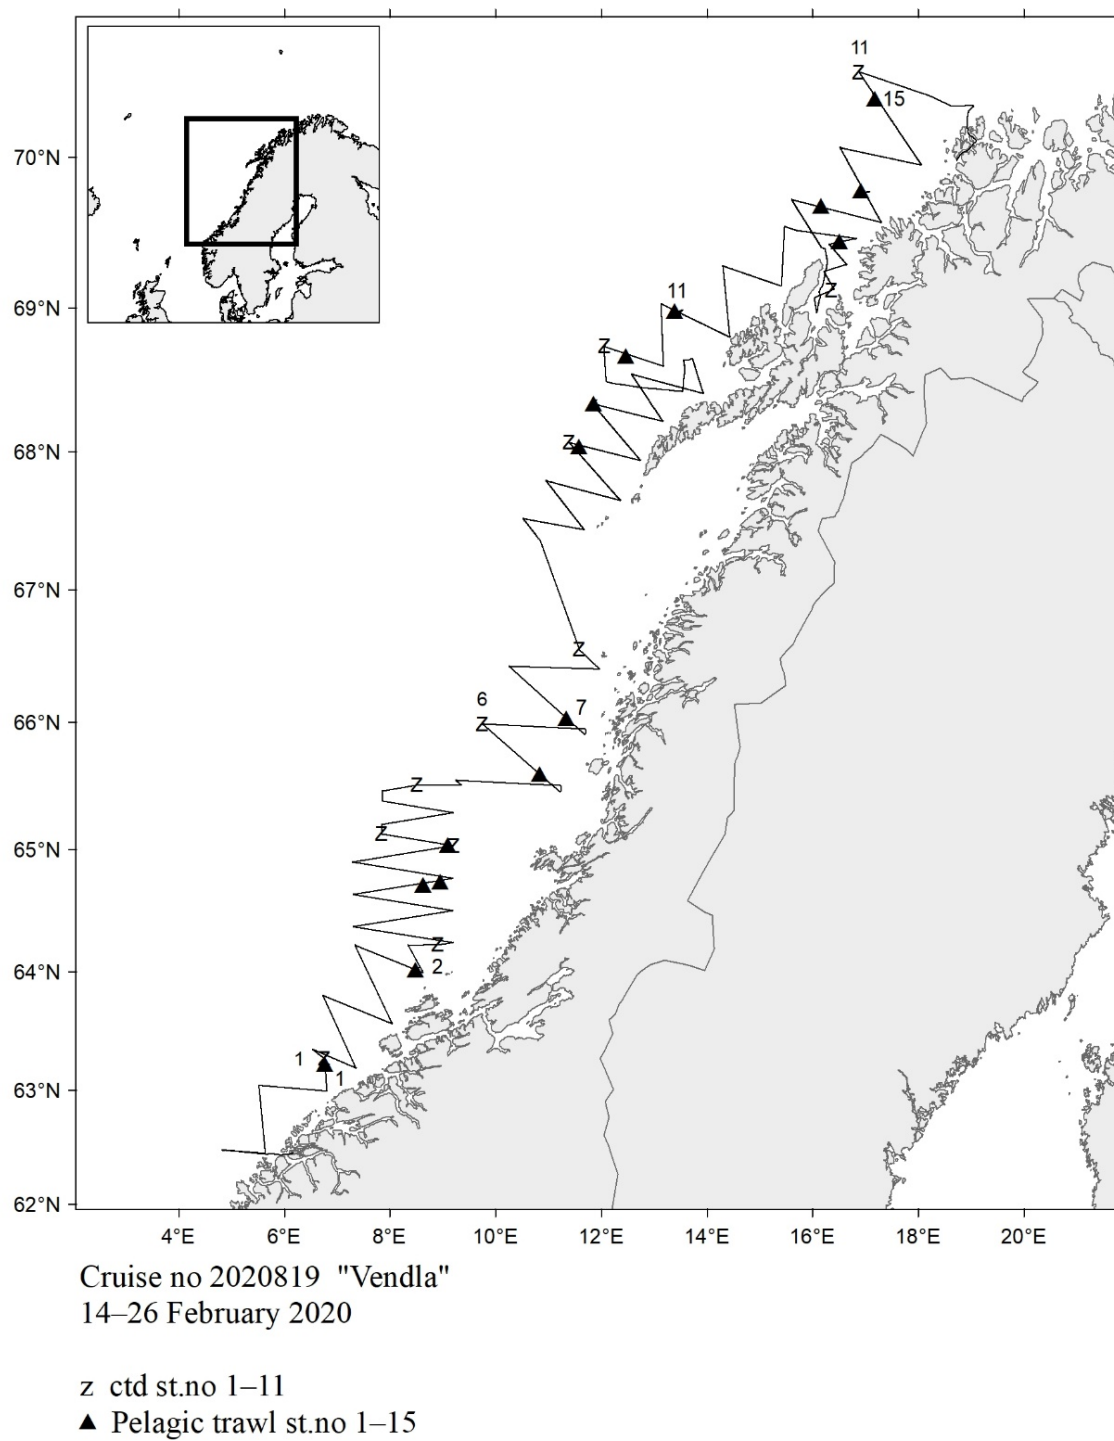 11
z
15
70°N
69°N
z
11
z
68°N
z
67°N
z
66°N
6
z
7
z
z
z
65°N
z
64°N
2
1
z
1
63°N
62°N
4°E 6°E 8°E 10°E 12°E 14°E 16°E 18°E 20°E
Cruise no 2020819 "Vendla"
14–26 February 2020
z ctd st.no 1–11
▲ Pelagic trawl st.no 1–15